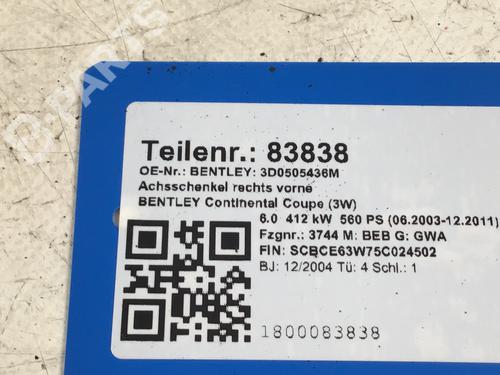 Teilenr.: 83838
OE-Nr.: BENTLEY: 3D0505436M
Achsschenkel rechts vorne
BENTLEY Continental Coupe (3W)
6.0 412 kW 560 PS (06.2003-12.2011)
Fzgnr.: 3744 M: BEB G: GWA
FIN: SCBCE63W75C024502
BJ: 12/2004 Tü: 4 Schl.: 1
1800083838
B-PARTS